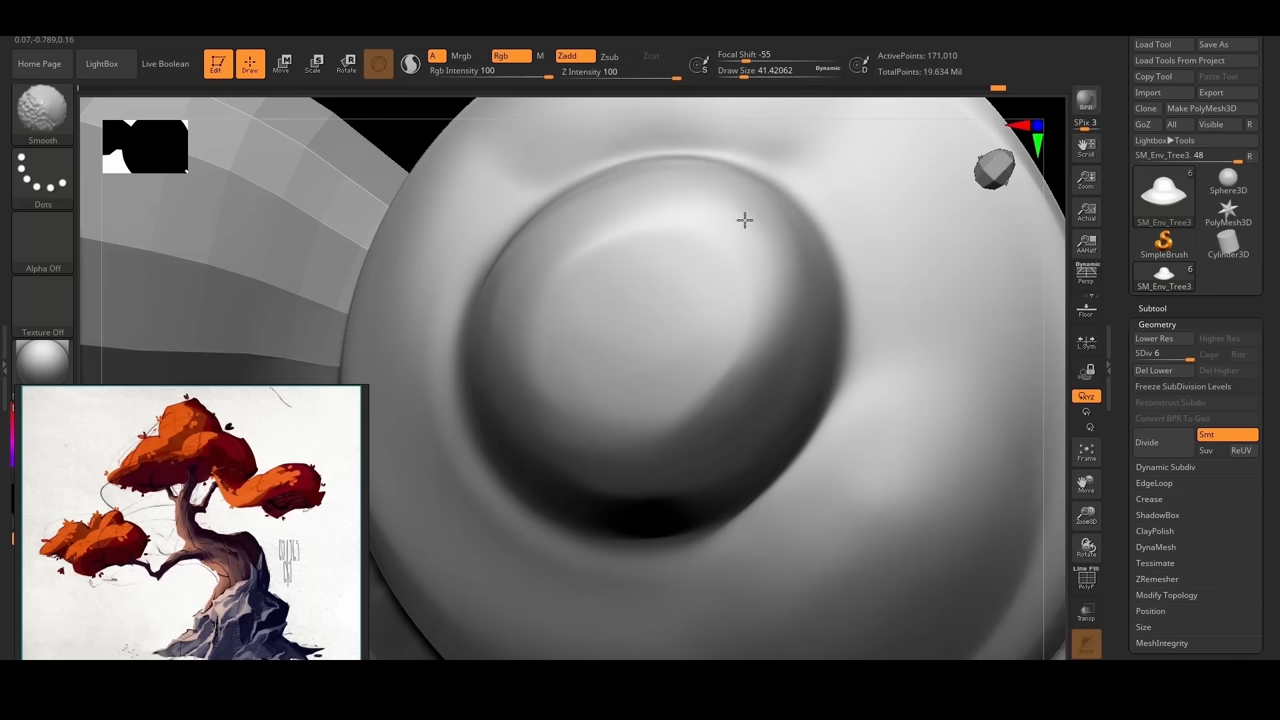 0.07,-0.789,0.16
Home Page
LightBox
Live Boolean
Edit
Draw
Move
Scale
Rotate
A
Mrgb
Rgb
M
Zadd
Zsub
Zcut
Rgb Intensity 100
Z Intensity 100
S
Focal Shift -55
Draw Size 41.42062
Dynamic
D
ActivePoints: 171.010
TotalPoints: 19.634 Mil
Smooth
Dots
Alpha Off
Texture Off
BPR
SPix 3
Scroll
Zoom
Actual
AAHalf
Dynamic
Persp
Floor
L.Sym
XYZ
Frame
Move
Zoom3D
Rotate
Line Fill
PolyF
Transp
Load Tool
Save As
Load Tools From Project
Copy Tool
Paste Tool
Import
Export
Clone
Make PolyMesh3D
GoZ
All
Visible
R
Lightbox▶Tools
SM_Env_Tree3. 48
R
6
SM_Env_Tree3
Sphere3D
PolyMesh3D
SimpleBrush
Cylinder3D
6
SM_Env_Tree3
Subtool
Geometry
Lower Res
Higher Res
SDiv 6
Cage
Rstr
Del Lower
Del Higher
Freeze SubDivision Levels
Reconstruct Subdiv
Convert BPR To Geo
Divide
Smt
Suv
ReUV
Dynamic Subdiv
EdgeLoop
Crease
ShadowBox
ClayPolish
DynaMesh
Tessimate
ZRemesher
Modify Topology
Position
Size
MeshIntegrity